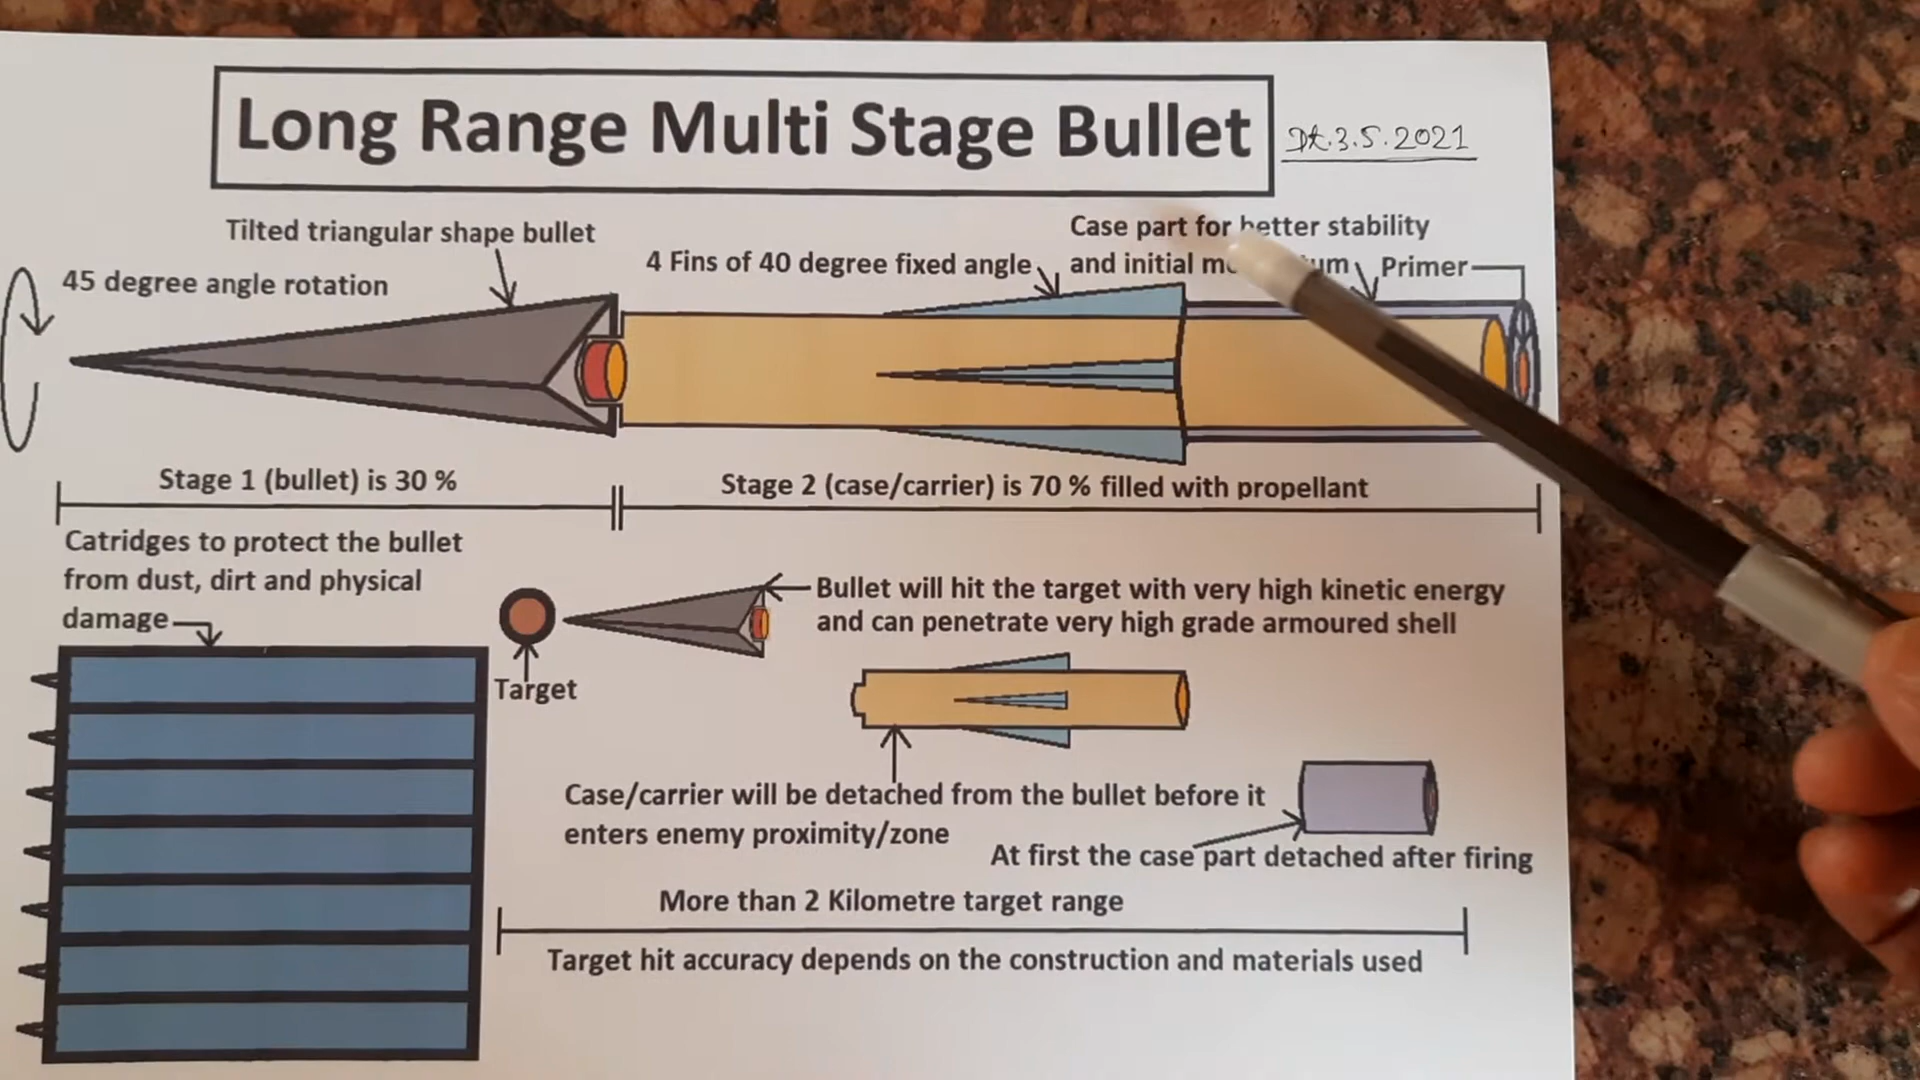 Long Range Multi Stage Bullet
Dt.3.5.2021
Tilted triangular shape bullet
45 degree angle rotation
4 Fins of 40 degree fixed angle
Case part for better stability
and initial
Primer
Stage 1 (bullet) is 30 %
Stage 2 (case/carrier) is 70 % filled with propellant
Catridges to protect the bullet
from dust, dirt and physical
damage
Target
Bullet will hit the target with very high kinetic energy
and can penetrate very high grade armoured shell
Case/carrier will be detached from the bullet before it
enters enemy proximity/zone
At first the case part detached after firing
More than 2 Kilometre target range
Target hit accuracy depends on the construction and materials used